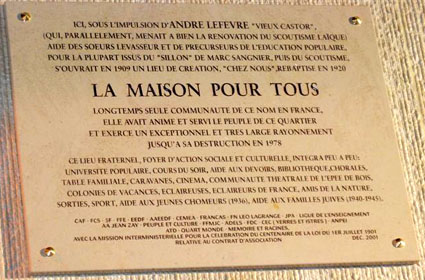 ICI, SOUS L'IMPULSION D'ANDRE LEFEVRE "VIEUX CASTOR",
(QUI, PARALLELEMENT, MENAIT A BIEN LA RENOVATION DU SCOUTISME LAÏQUE)
AIDE DES SOEURS LEVASSEUR ET DE PRECURSEURS DE L'EDUCATION POPULAIRE,
POUR LA PLUPART ISSUS DU "SILLON" DE MARC SANGNIER, PUIS DU SCOUTISME,
S'OUVRAIT EN 1909 UN LIEU DE CREATION, "CHEZ NOUS", REBAPTISE EN 1920
LA MAISON POUR TOUS
LONGTEMPS SEULE COMMUNAUTE DE CE NOM EN FRANCE,
ELLE AVAIT ANIME ET SERVI LE PEUPLE DE CE QUARTIER
ET EXERCE UN EXCEPTIONNEL ET TRES LARGE RAYONNEMENT
JUSQU'A SA DESTRUCTION EN 1978
CE LIEU FRATERNEL, FOYER D'ACTION SOCIALE ET CULTURELLE, INTEGRA PEU A PEU:
UNIVERSITE POPULAIRE, COURS DU SOIR, AIDE AUX DEVOIRS, BIBLIOTHEQUE, CHORALES,
TABLE FAMILIALE, CARAVANES, CINEMA, COMMUNAUTE THEATRALE DE L'EPEE DE BOIS,
COLONIES DE VACANCES, ECLAIREUSES, ECLAIREURS DE FRANCE, AMIS DE LA NATURE,
SORTIES, SPORT, AIDE AUX JEUNES CHOMEURS (1936), AIDE AUX FAMILLES JUIVES (1940-1945).
CAF - FCS - SF - FFE - EEDF - AAEEDF - CEMEA - FRANCAS - FN LEO LAGRANGE - JPA - LIGUE DE L'ENSEIGNEMENT
AA JEAN ZAY - PEUPLE ET CULTURE - FFMJC - ADELS - FDC - CEC ( YERRES ET ISTRES ) - ANPEJ
ATD - QUART MONDE - MEMOIRE ET RACINES.
AVEC LA MISSION INTERMINISTERIELLE POUR LA CELEBRATION DU CENTENAIRE DE LA LOI DU 1ER JUILLET 1901
RELATIVE AU CONTRAT D'ASSOCIATION. DEC. 2001